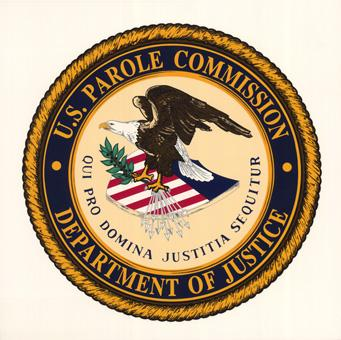 U.S. PAROLE COMMISSION
QUI PRO DOMINA JUSTITIA SEQUITUR
DEPARTMENT OF JUSTICE